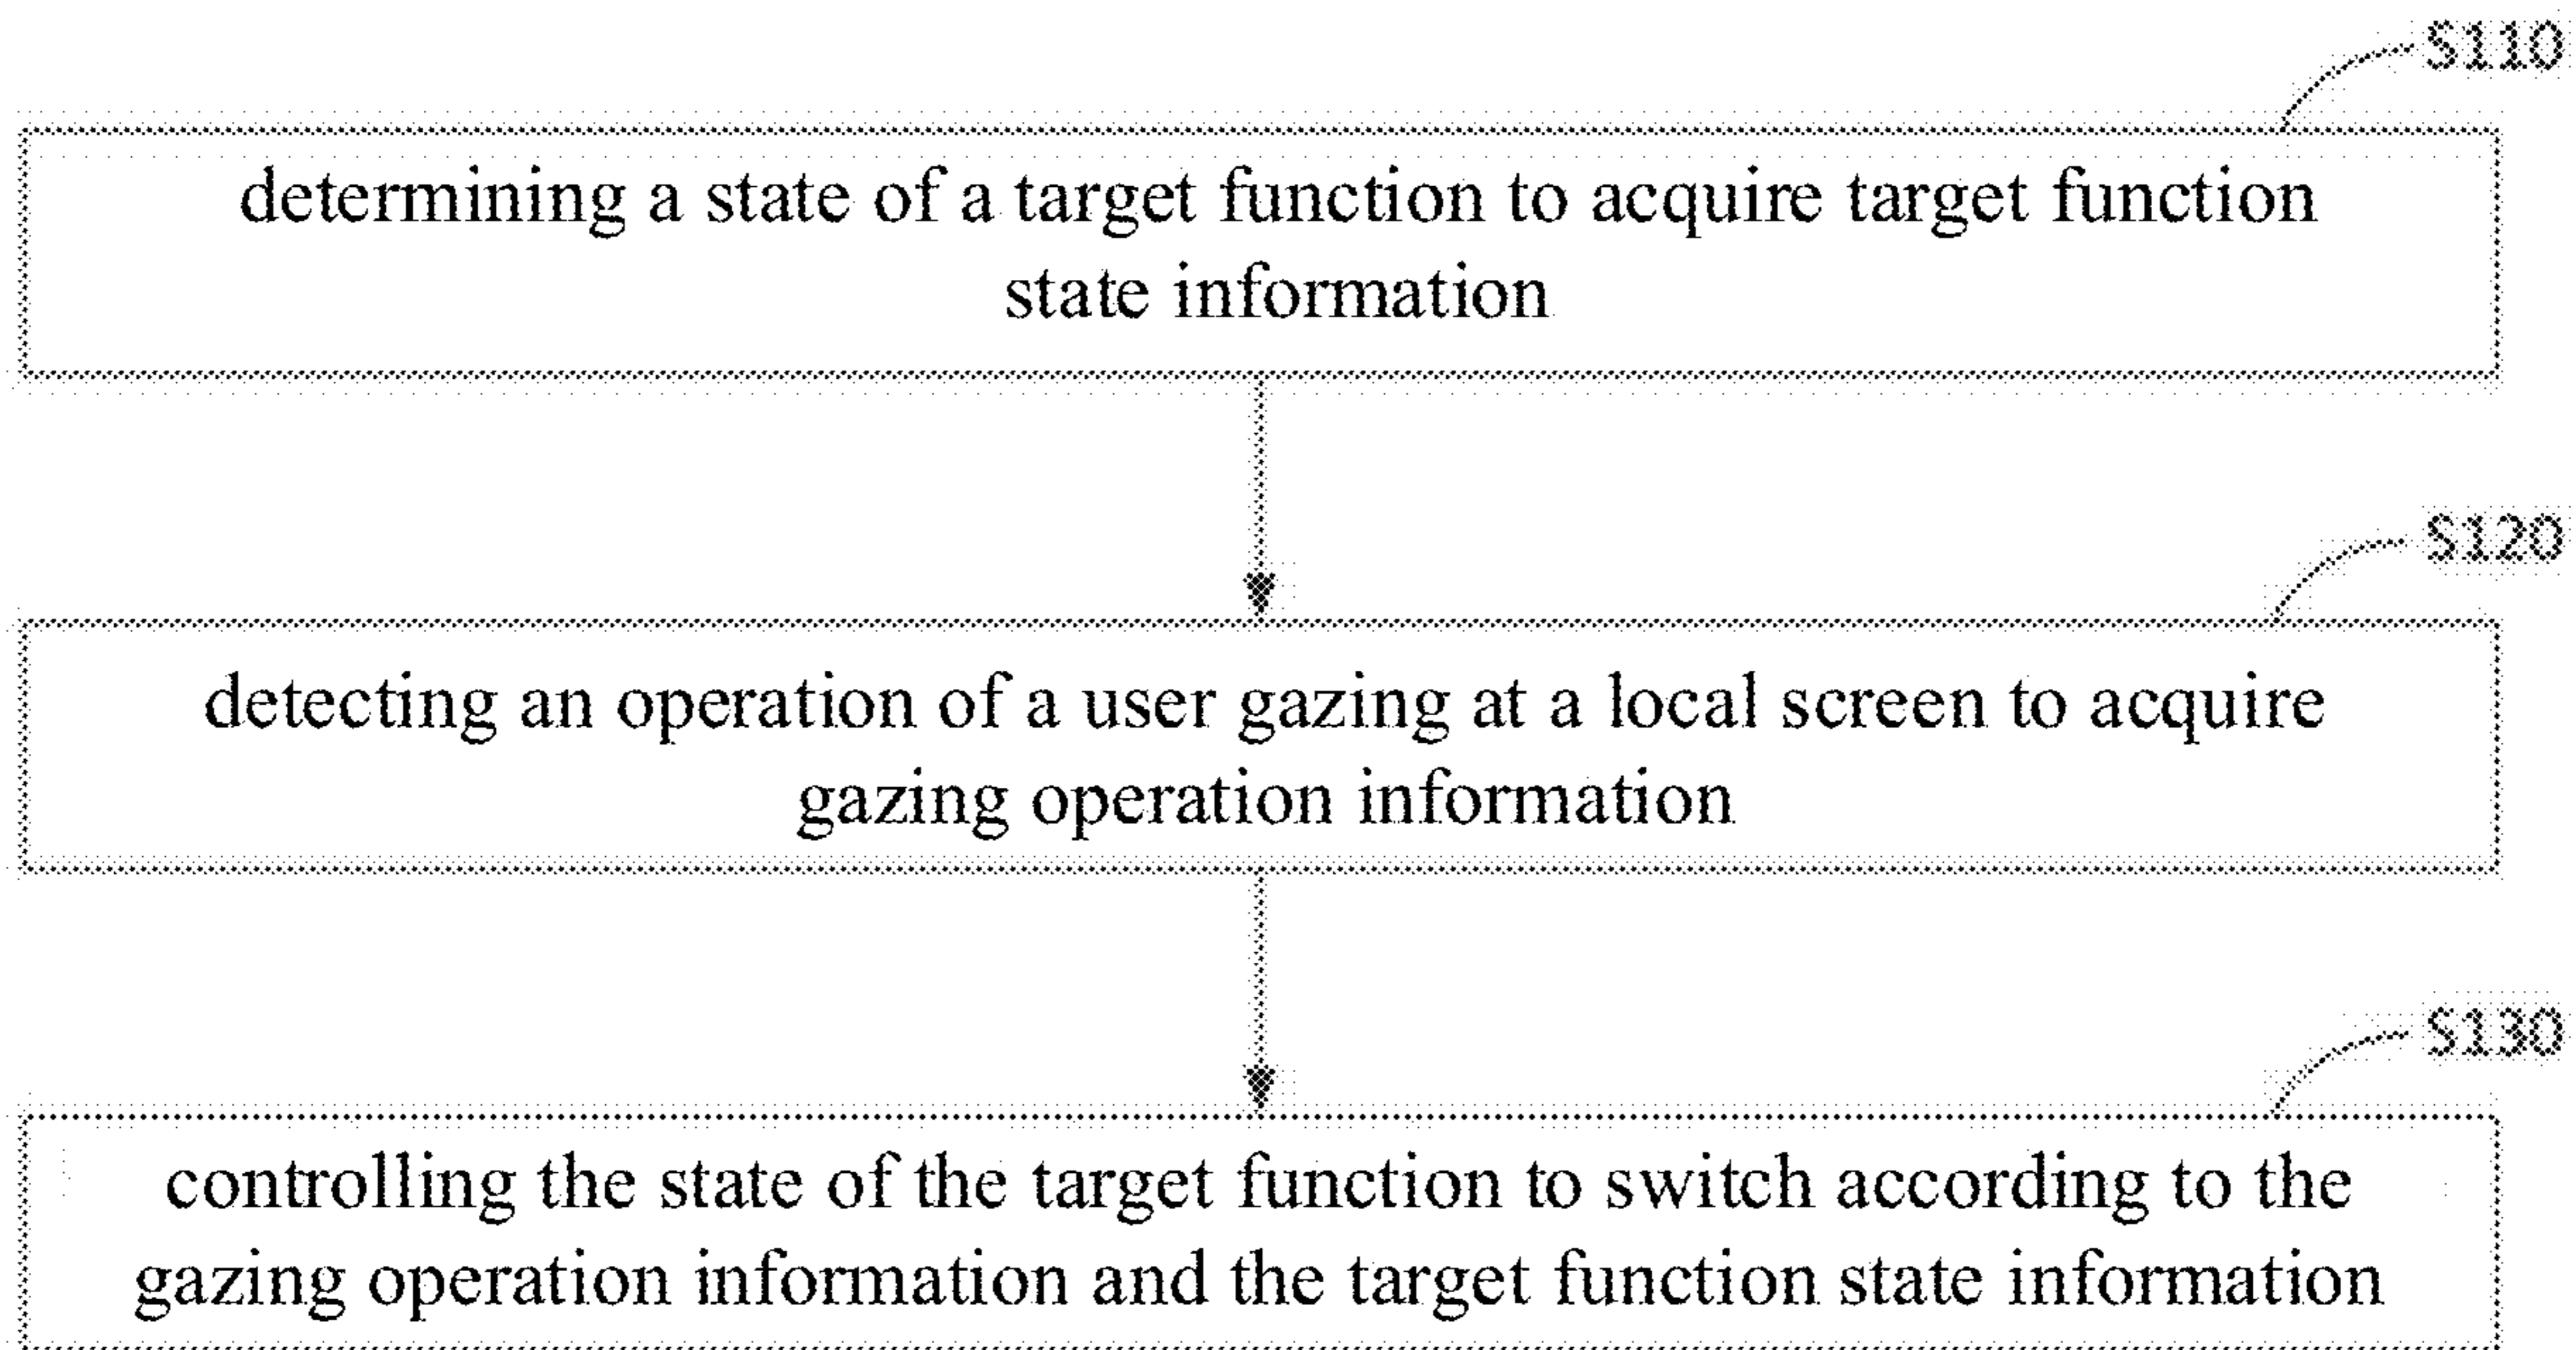 S110
determining a state of a target function to acquire target function
state information
S120
detecting an operation of a user gazing at a local screen to acquire
gazing operation information
S130
controlling the state of the target function to switch according to the
gazing operation information and the target function state information